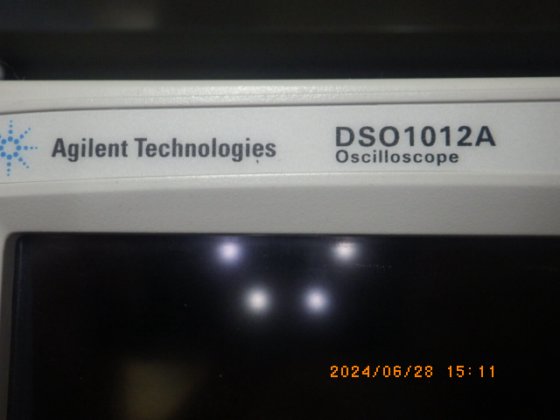 Agilent Technologies
DSO1012A
Oscilloscope
2024/06/28 15:11